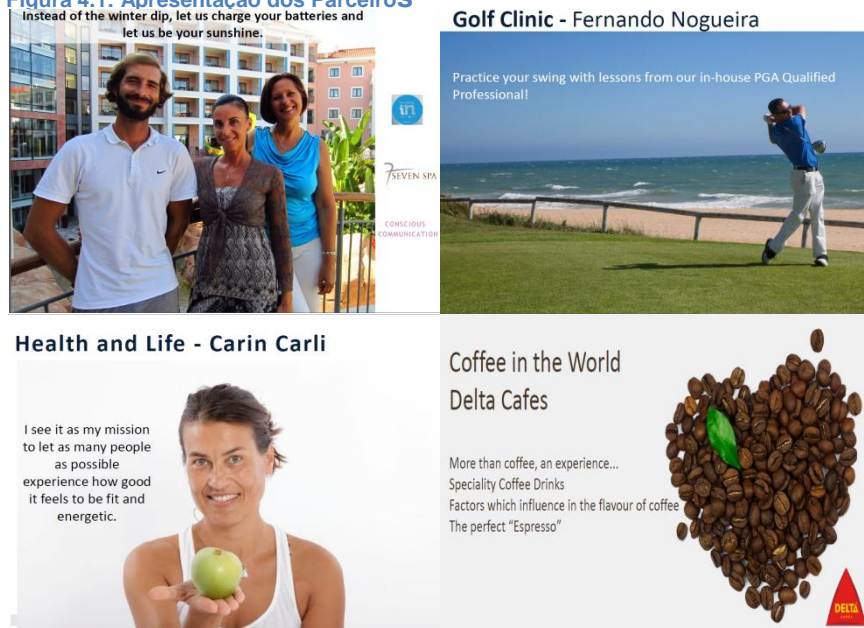 Figura 4.1: Apresentação dos Parceiros
Instead of the winter dip, let us charge your batteries and
let us be your sunshine.
in
7 SEVEN SPA
CONSCIOUS
COMMUNICATION
Golf Clinic - Fernando Nogueira
Practice your swing with lessons from our in-house PGA Qualified
Professional!
Health and Life - Carin Carli
I see it as my mission
to let as many people
as possible
experience how good
it feels to be fit and
energetic.
Coffee in the World
Delta Cafes
More than coffee, an experience...
Speciality Coffee Drinks
Factors which influence in the flavour of coffee
The perfect “Espresso”
DELTA